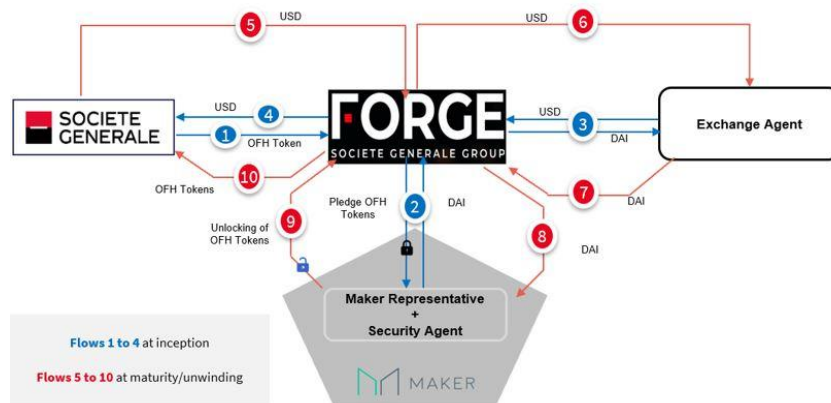 5
USD
6
USD
SOCIETE
GENERALE
USD
4
1
OFH Token
FORGE
SOCIETE GENERALE GROUP
USD
3
DAI
Exchange Agent
10
OFH Tokens
7
DAI
9
Unlocking of
OFH Tokens
Pledge OFH
Tokens
2
DAI
8
DAI
Maker Representative
+
Security Agent
MAKER
Flows 1 to 4 at inception
Flows 5 to 10 at maturity/unwinding